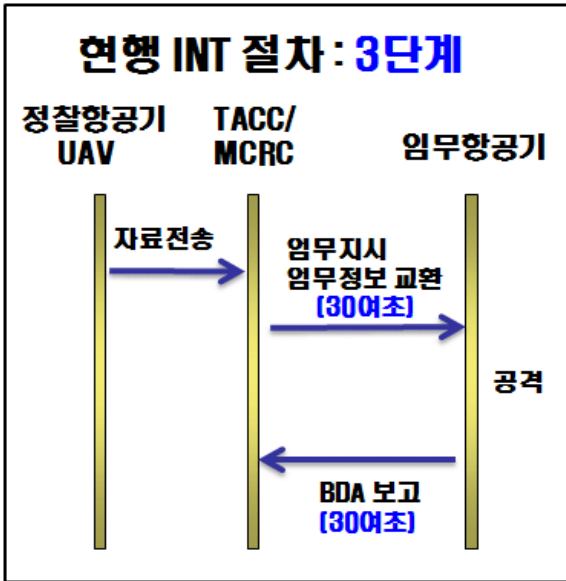 현행 INT 절차 : 3단계
정찰항공기
UAV
TACC/
MCRC
임무항공기
자료전송
임무지시
임무정보 교환
(30여초)
공격
BDA 보고
(30여초)